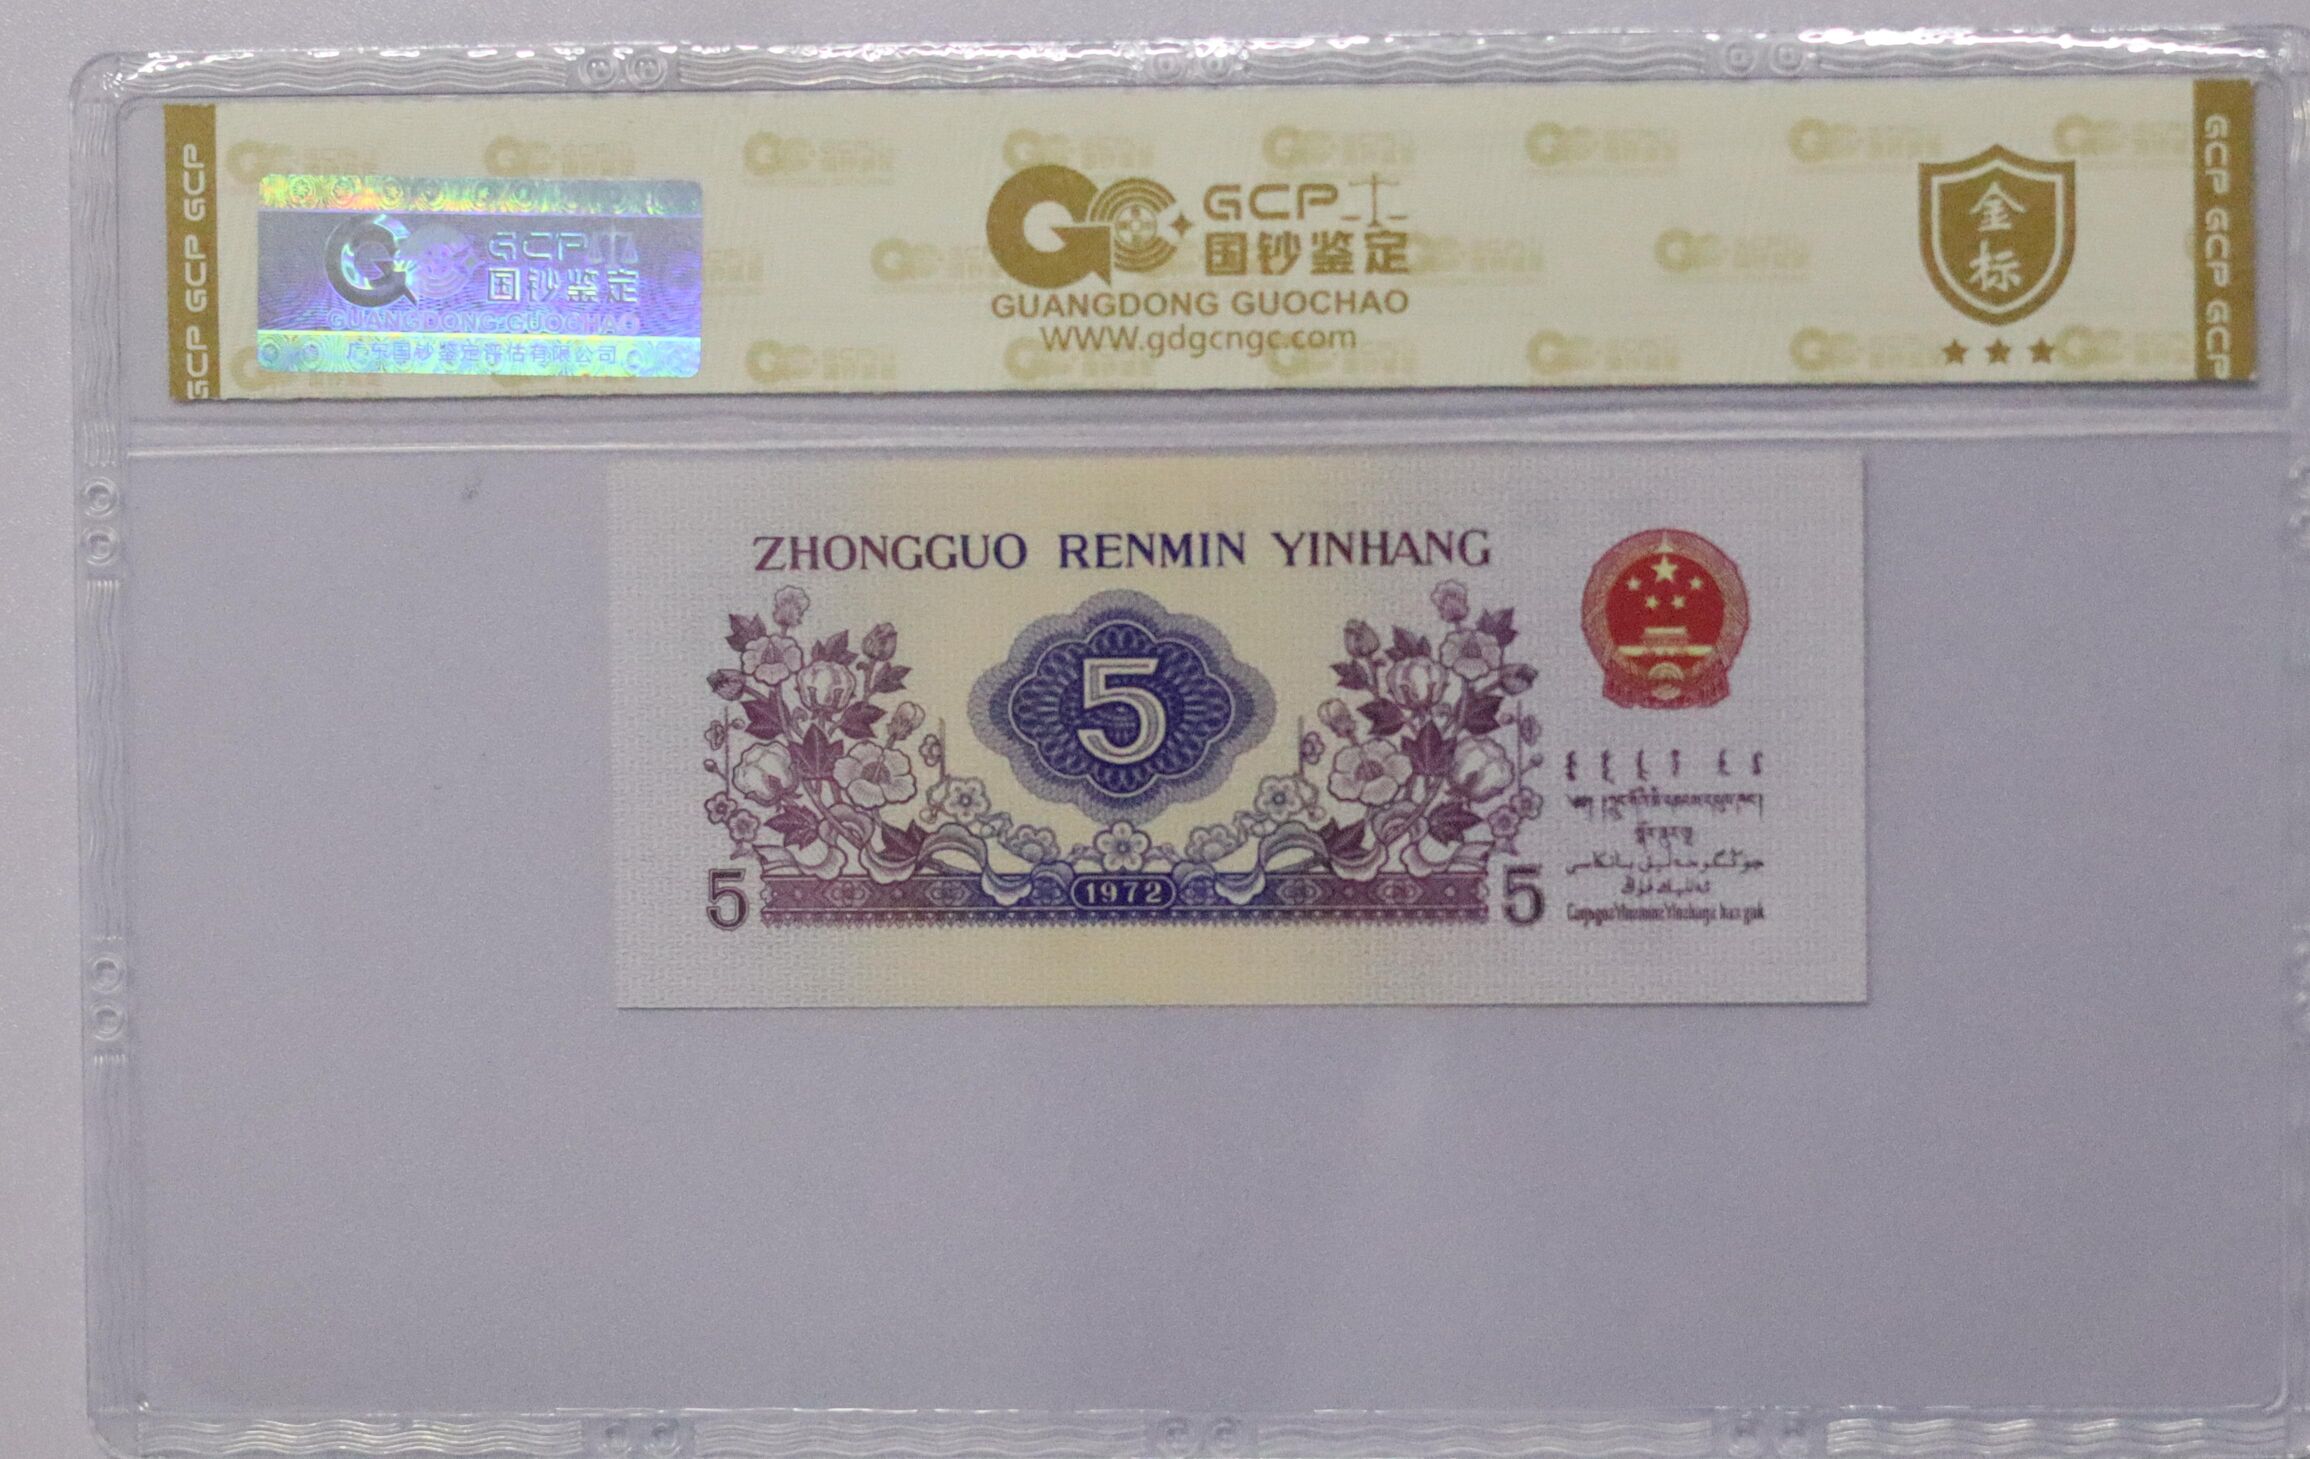 GCP GCP GCP
GCP
国钞鉴定
GUANGDONG GUOCHAO
广东国钞鉴定评估有限公司
GCP
国钞鉴定
GUANGDONG GUOCHAO
WWW.gdgcngc.com
金
标
GCP GCP GCP
ZHONGGUO RENMIN YINHANG
5
5
1972
5